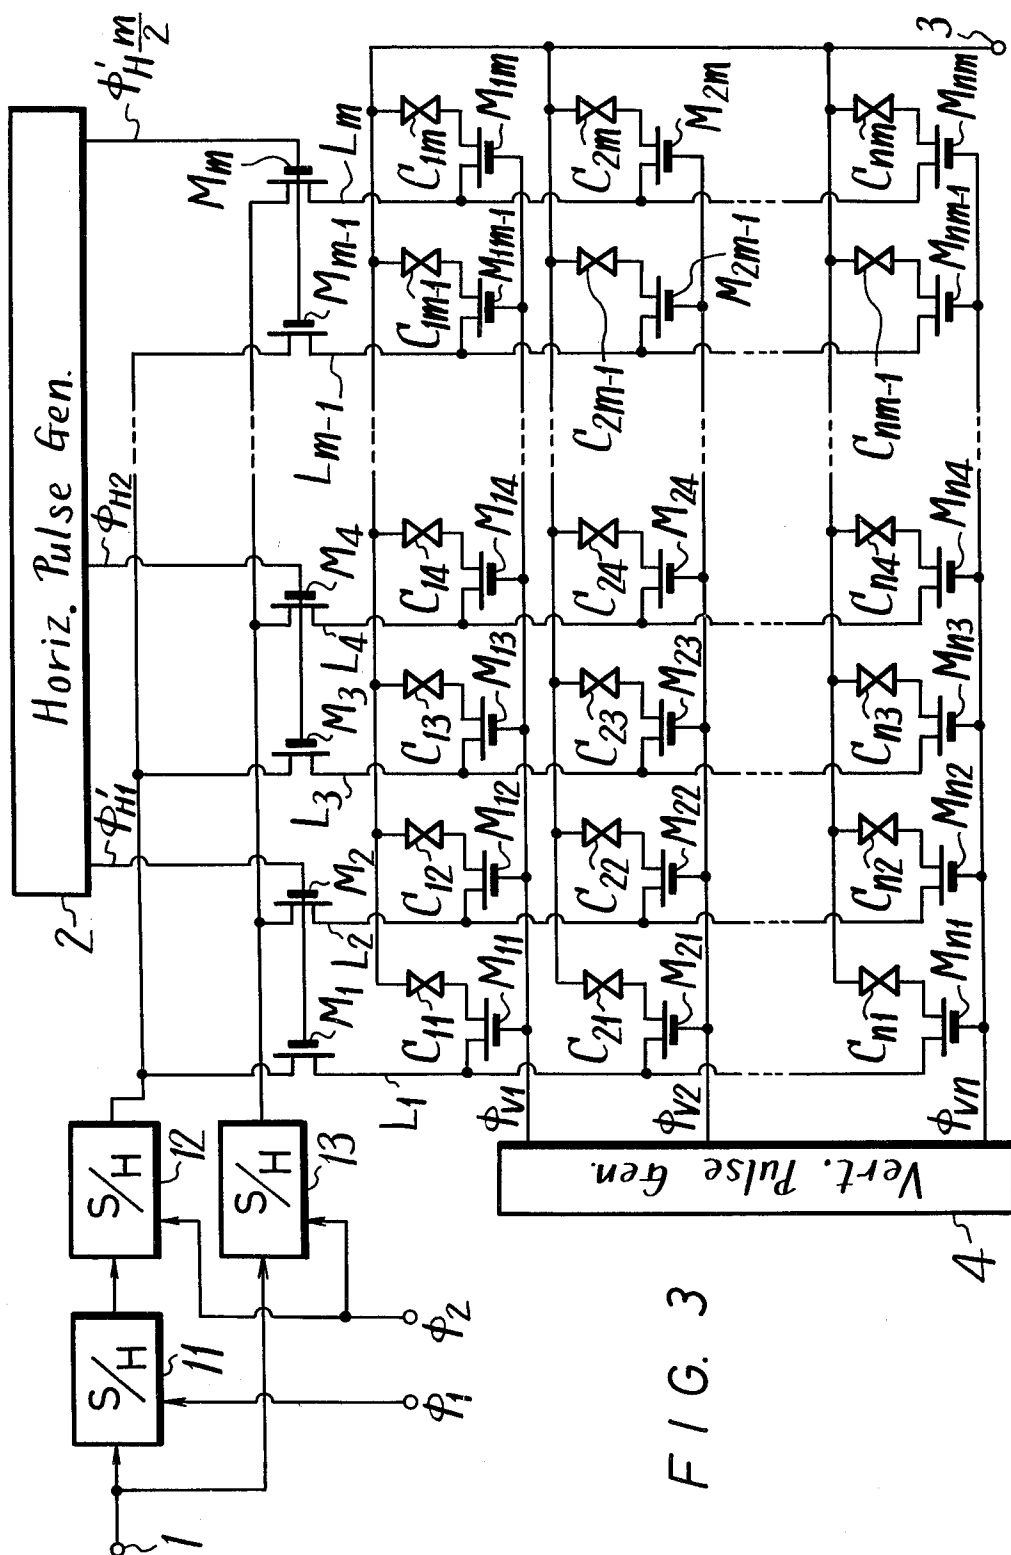 1
S/H
11
ϕ1
S/H
12
ϕ2
S/H
13
2
Horiz. Pulse Gen.
ϕ'H1
ϕH2
ϕ'H m/2
M1
M2
M3
M4
Mm-1
Mm
L1
L2
L3
L4
Lm-1
Lm
C11
C12
C13
C14
C1m-1
C1m
M11
M12
M13
M14
M1m-1
M1m
ϕV1
C21
C22
C23
C24
C2m-1
C2m
M21
M22
M23
M24
M2m-1
M2m
ϕV2
Cn1
Cn2
Cn3
Cn4
Cnm-1
Cnm
Mn1
Mn2
Mn3
Mn4
Mnm-1
Mnm
ϕVn
3
4
Vert. Pulse Gen.
FIG. 3